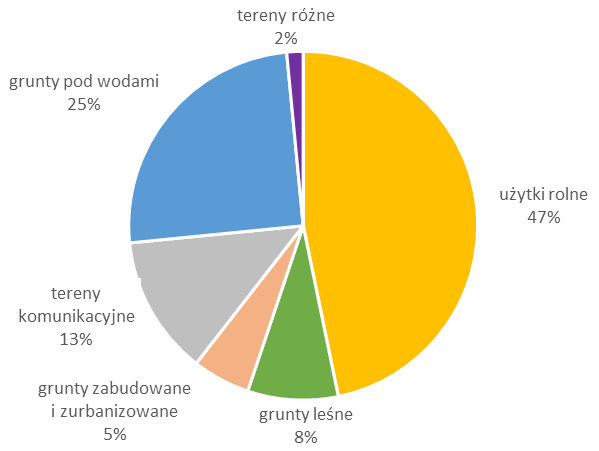 tereny różne
2%
grunty pod wodami
25%
użytki rolne
47%
tereny
komunikacyjne
13%
grunty zabudowane
i zurbanizowane
5%
grunty leśne
8%